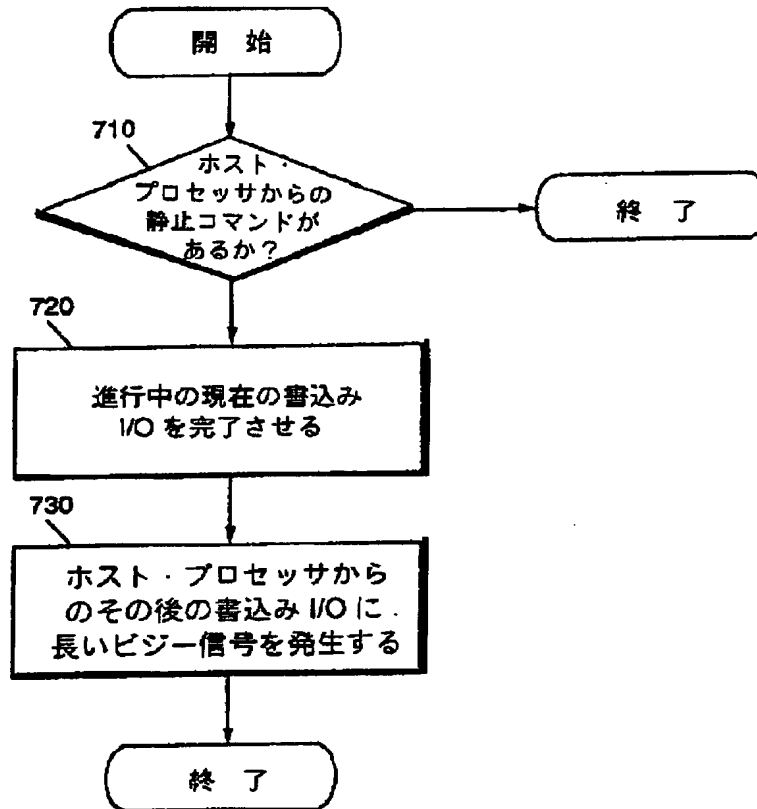 開 始
710
ホスト・
プロセッサからの
静止コマンドが
あるか?
終 了
720
進行中の現在の書込み
I/O を完了させる
730
ホスト・プロセッサから
のその後の書込み I/O に
長いビジー信号を発生する
終 了